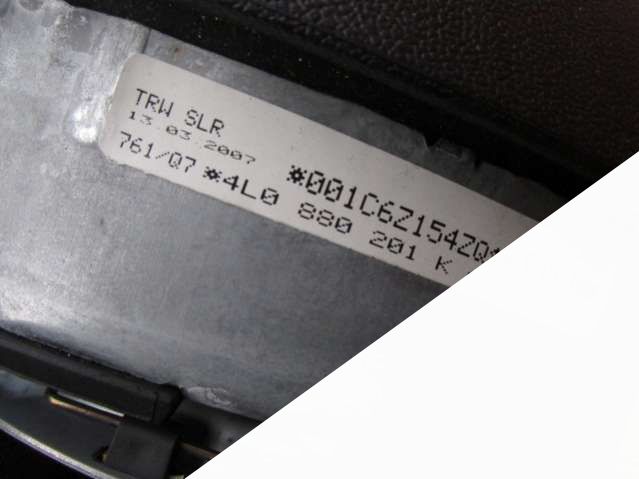 TRW SLR
13.03.2007
*001C6Z154ZQ*
761/Q7 *4L0 880 201 K